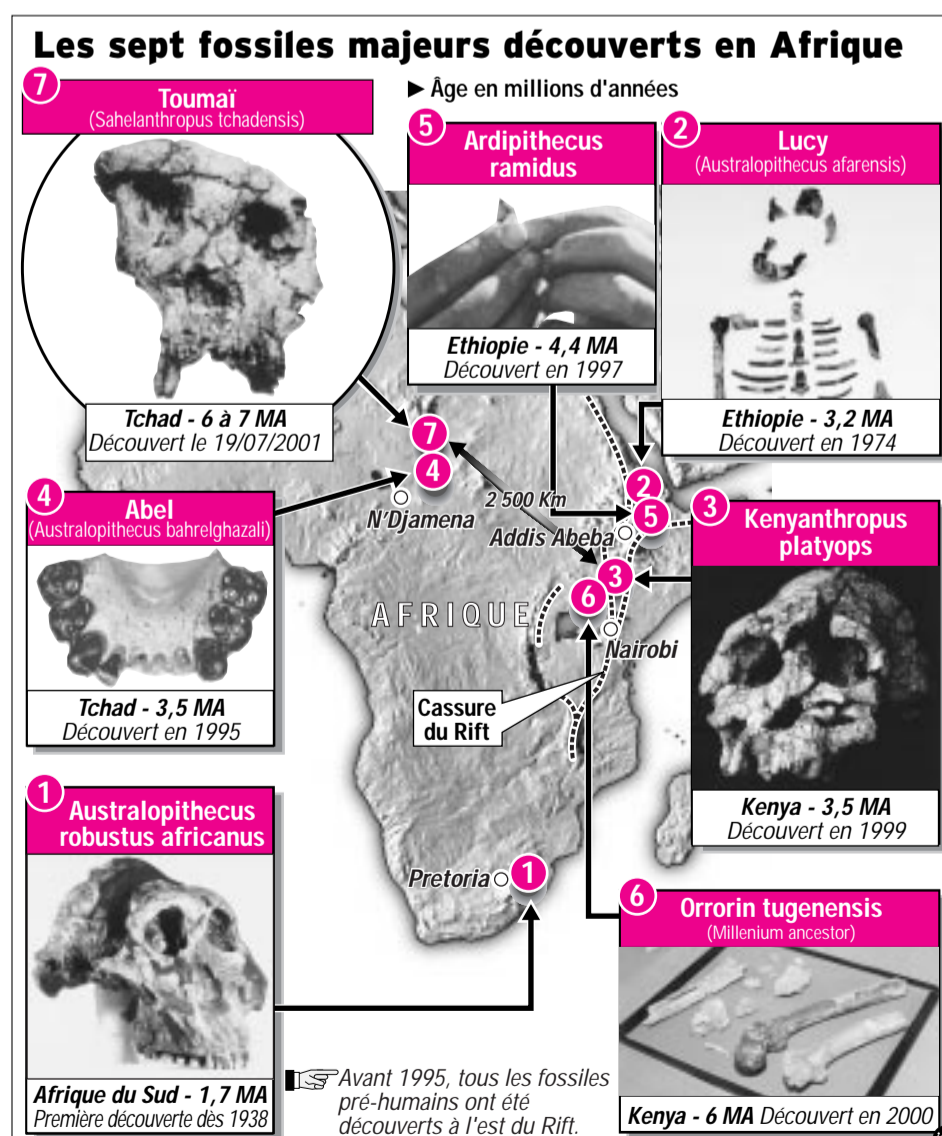 Les sept fossiles majeurs découverts en Afrique
► Âge en millions d'années
7
Toumaï
(Sahelanthropus tchadensis)
Tchad - 6 à 7 MA
Découvert le 19/07/2001
5
Ardipithecus
ramidus
Ethiopie - 4,4 MA
Découvert en 1997
2
Lucy
(Australopithecus afarensis)
Ethiopie - 3,2 MA
Découvert en 1974
4
Abel
(Australopithecus bahrelghazali)
Tchad - 3,5 MA
Découvert en 1995
7
4
N'Djamena
2 500 Km
2
5
Addis Abeba
3
6
AFRIQUE
Nairobi
Cassure
du Rift
Pretoria
1
3
Kenyanthropus
platyops
Kenya - 3,5 MA
Découvert en 1999
1
Australopithecus
robustus africanus
Afrique du Sud - 1,7 MA
Première découverte dès 1938
6
Orrorin tugenensis
(Millenium ancestor)
Kenya - 6 MA Découvert en 2000
Avant 1995, tous les fossiles
pré-humains ont été
découverts à l'est du Rift.